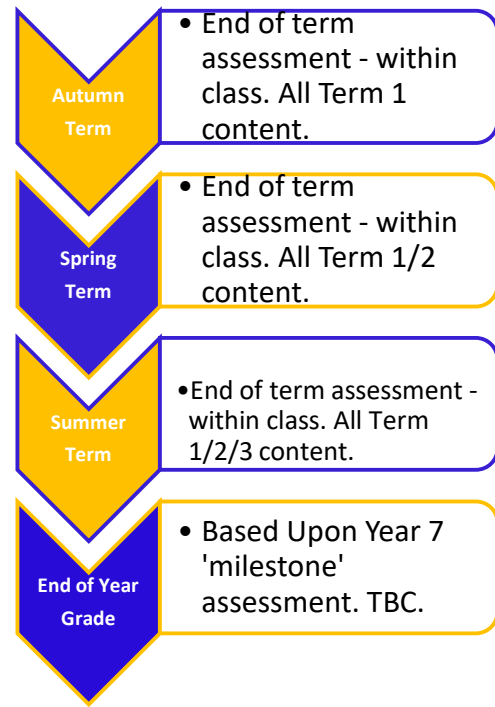 Autumn
Term
• End of term
assessment - within
class. All Term 1
content.
Spring
Term
• End of term
assessment - within
class. All Term 1/2
content.
Summer
Term
•End of term assessment -
within class. All Term
1/2/3 content.
End of Year
Grade
• Based Upon Year 7
'milestone'
assessment. TBC.